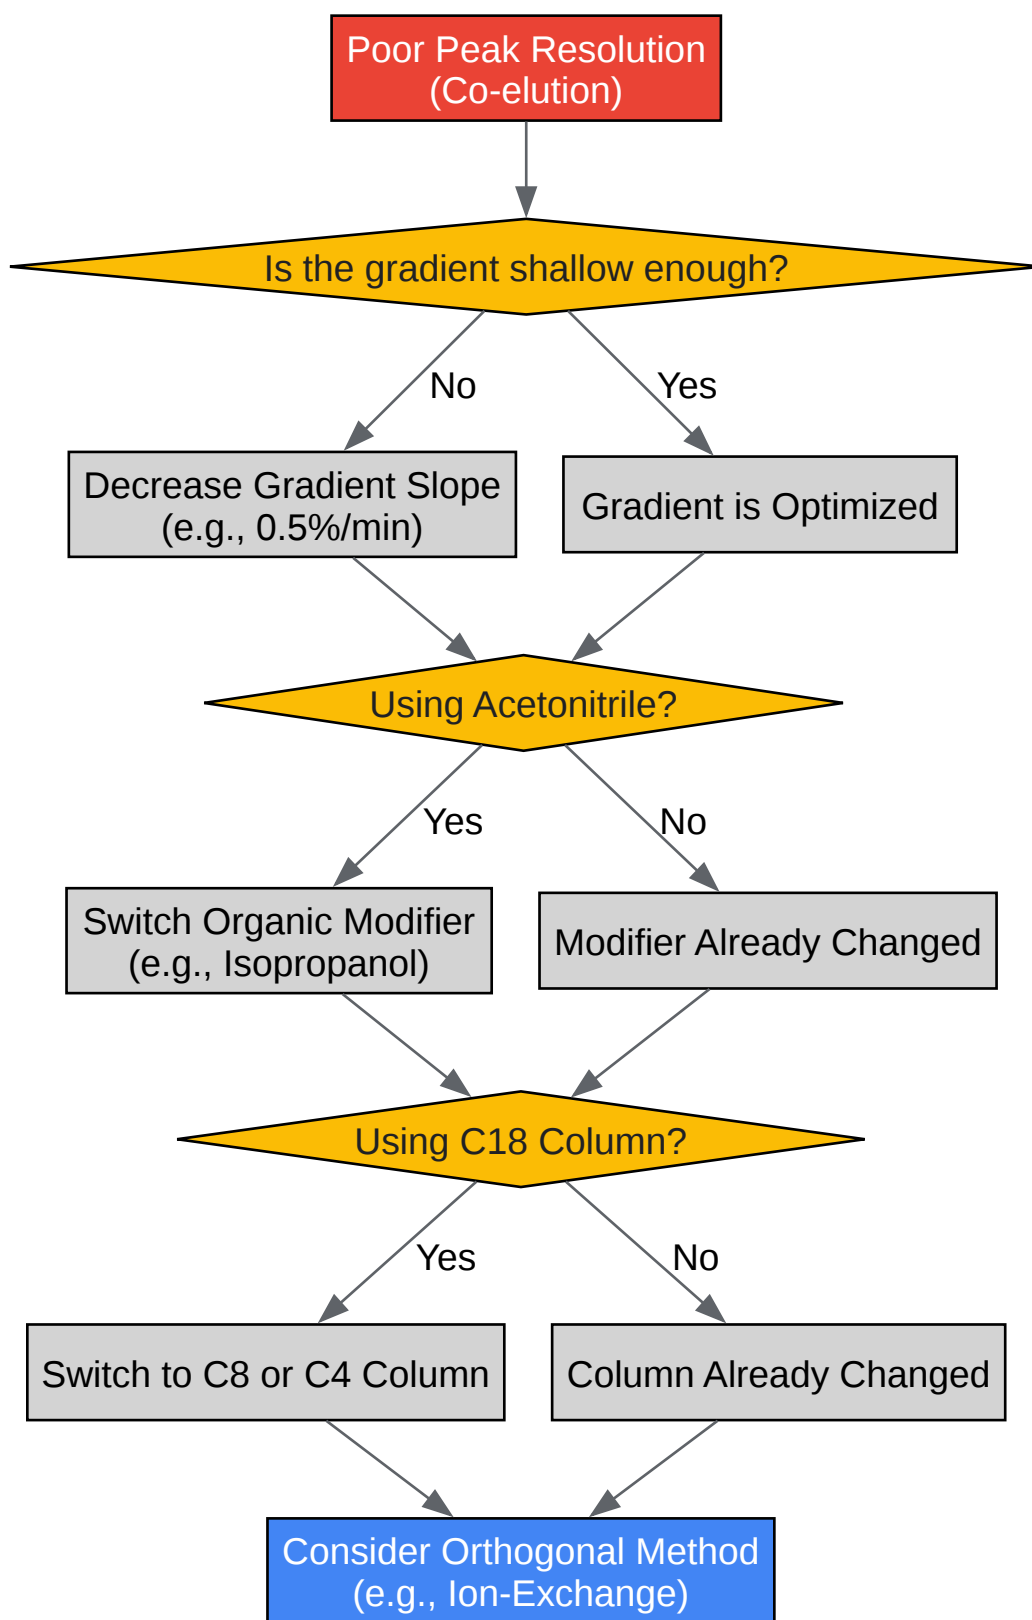 Poor Peak Resolution
(Co-elution)
Is the gradient shallow enough?
No
Yes
Decrease Gradient Slope
(e.g., 0.5%/min)
Gradient is Optimized
Using Acetonitrile?
Yes
No
Switch Organic Modifier
(e.g., Isopropanol)
Modifier Already Changed
Using C18 Column?
Yes
No
Switch to C8 or C4 Column
Column Already Changed
Consider Orthogonal Method
(e.g., Ion-Exchange)